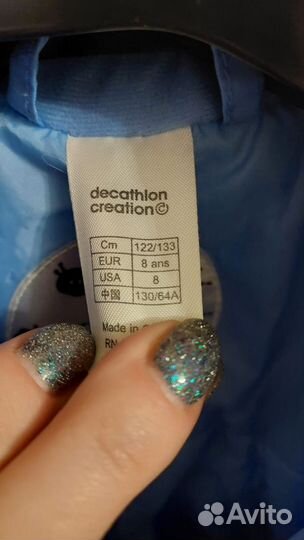 decathlon
creation©
Cm 122/133
EUR 8 ans
USA 8
中国 130/64A
Made in
RN
Avito